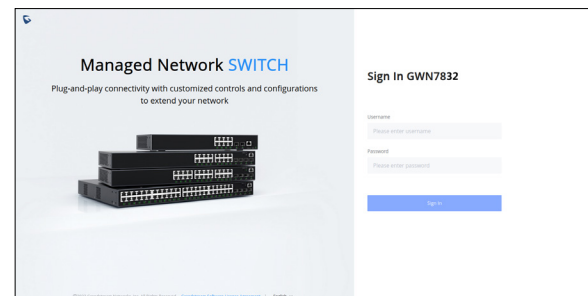 Managed Network SWITCH
Plug-and-play connectivity with customized controls and configurations
to extend your network
Sign In GWN7832
Username
Please enter username
Password
Please enter password
Sign in
English